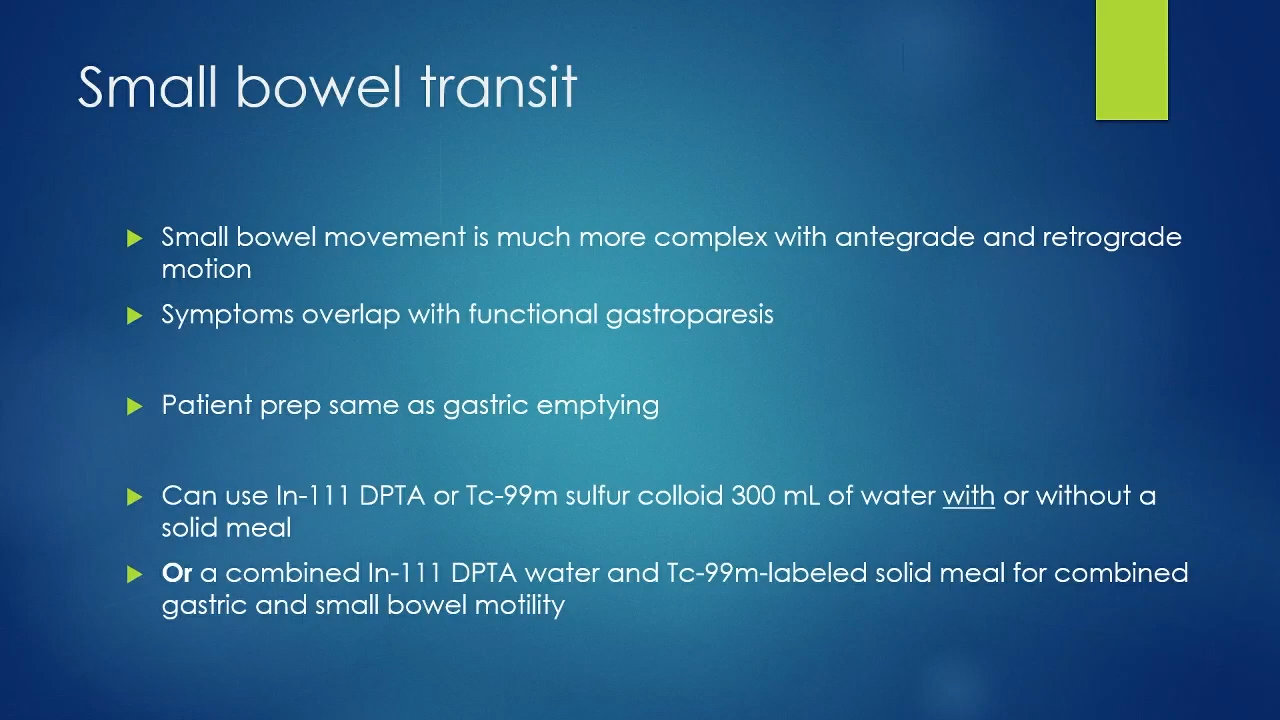 Small bowel transit
Small bowel movement is much more complex with antegrade and retrograde
motion
Symptoms overlap with functional gastroparesis
Patient prep same as gastric emptying
Can use In-111 DPTA or Tc-99m sulfur colloid 300 mL of water with or without a
solid meal
Or a combined In-111 DPTA water and Tc-99m-labeled solid meal for combined
gastric and small bowel motility